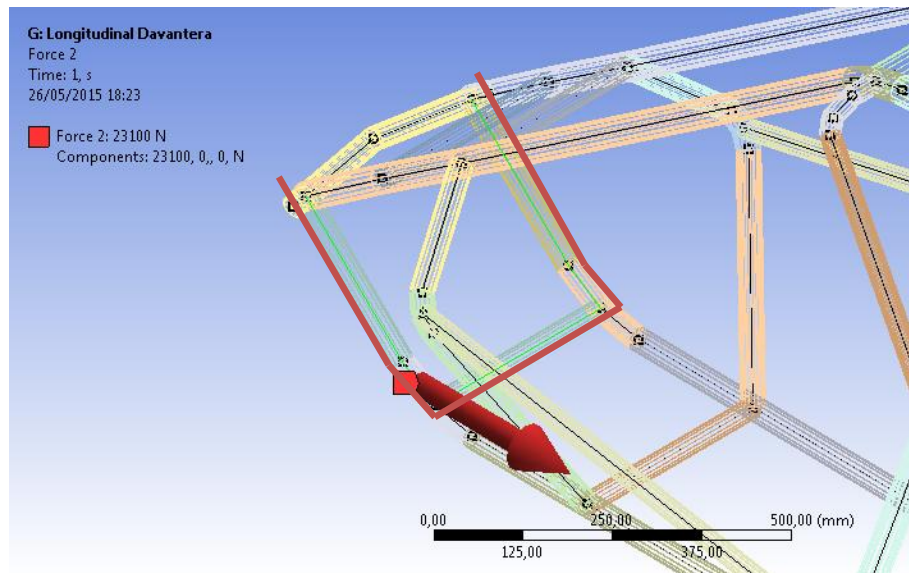 G: Longitudinal Davantera
Force 2
Time: 1, s
26/05/2015 18:23
Force 2: 23100 N
Components: 23100, 0,, 0, N
0,00
250,00
500,00 (mm)
125,00
375,00